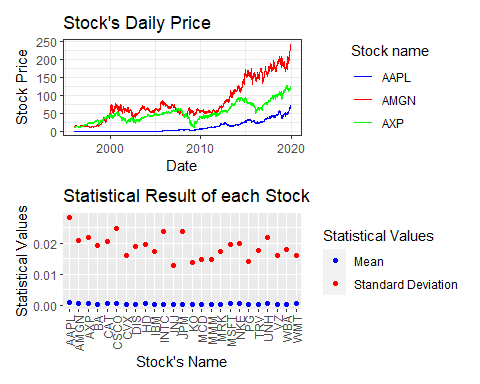 Stock's Daily Price
Stock Price
250
200
150
100
50
0
2000
2010
2020
Date
Stock name
AAPL
AMGN
AXP
Statistical Result of each Stock
Statistical Values
0.02
0.01
0.00
AAPL
AMGN
AXP
BA
CAT
CSCO
CVX
DIS
HD
IBM
INTC
JNJ
JPM
KO
MCD
MMM
MRK
MSFT
NKE
PG
TRV
UNH
VZ
WBA
WMT
Stock's Name
Statistical Values
Mean
Standard Deviation